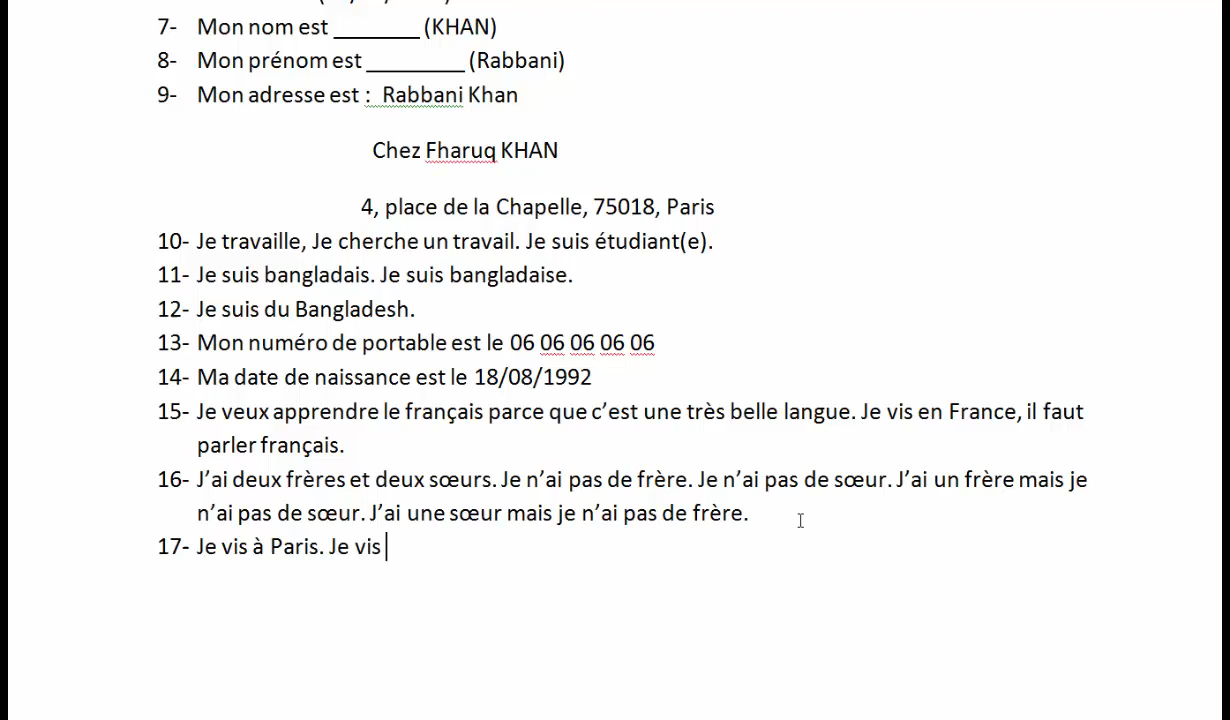 7- Mon nom est _______ (KHAN)
8- Mon prénom est ________ (Rabbani)
9- Mon adresse est : Rabbani Khan
Chez Fharuq KHAN
4, place de la Chapelle, 75018, Paris
10- Je travaille, Je cherche un travail. Je suis étudiant(e).
11- Je suis bangladais. Je suis bangladaise.
12- Je suis du Bangladesh.
13- Mon numéro de portable est le 06 06 06 06 06
14- Ma date de naissance est le 18/08/1992
15- Je veux apprendre le français parce que c’est une très belle langue. Je vis en France, il faut
parler français.
16- J’ai deux frères et deux sœurs. Je n’ai pas de frère. Je n’ai pas de sœur. J’ai un frère mais je
n’ai pas de sœur. J’ai une sœur mais je n’ai pas de frère.
17- Je vis à Paris. Je vis